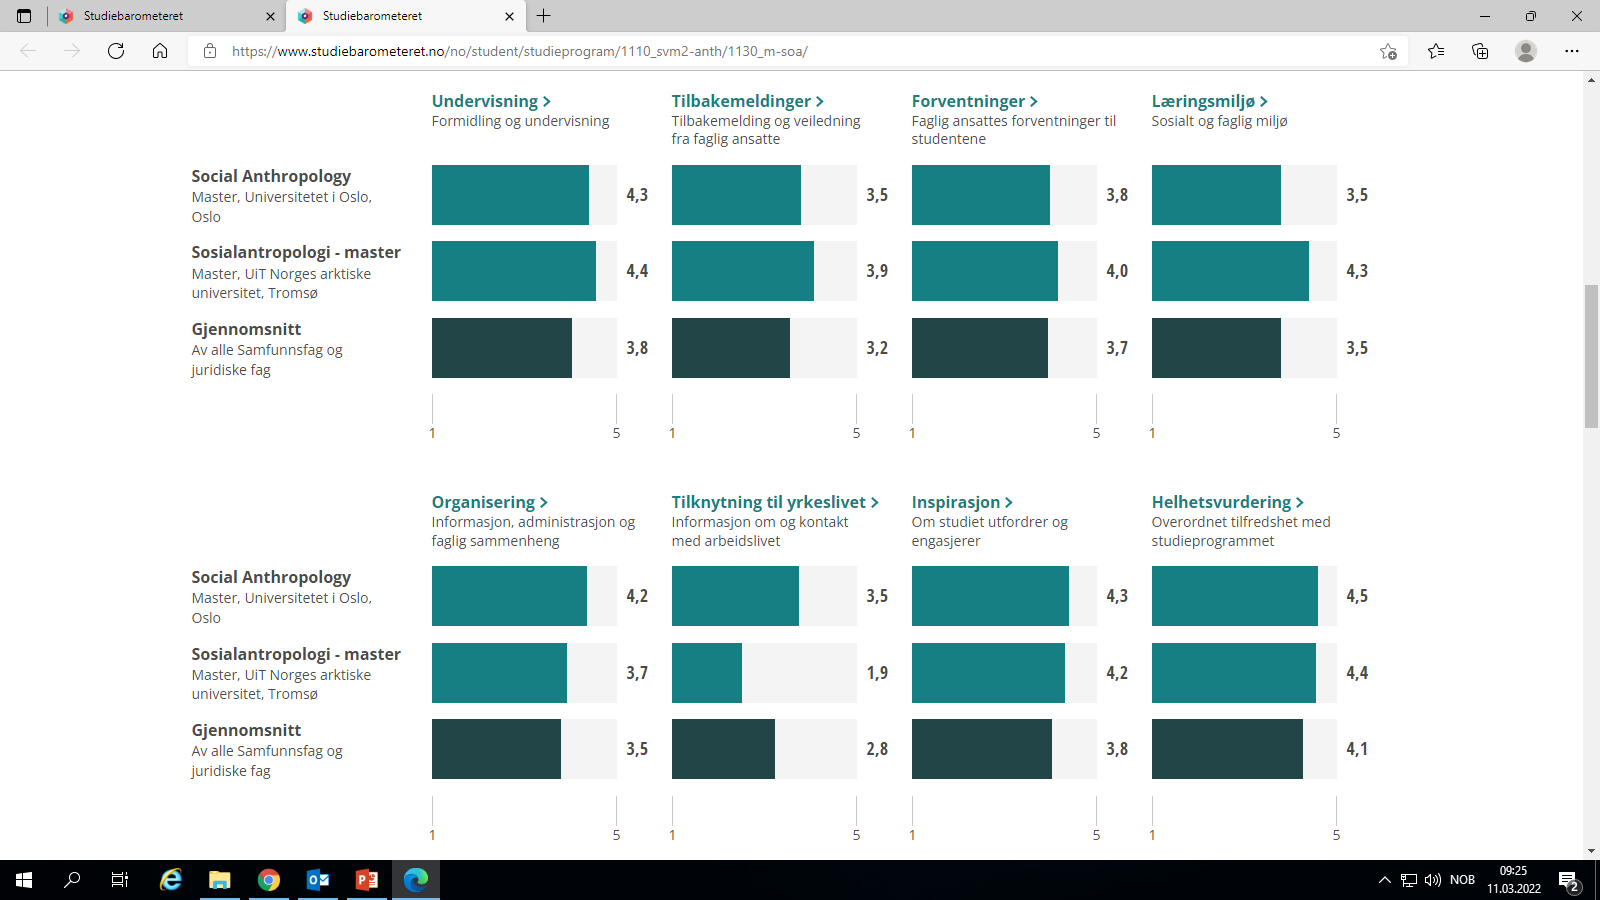 Studiebarometeret
Studiebarometeret
https://www.studiebarometeret.no/no/student/studieprogram/1110_svm2-anth/1130_m-soa/
Undervisning >
Formidling og undervisning
Tilbakemeldinger >
Tilbakemelding og veiledning
fra faglig ansatte
Forventninger >
Faglig ansattes forventninger til
studentene
Læringsmiljø >
Sosialt og faglig miljø
Social Anthropology
Master, Universitetet i Oslo,
Oslo
4,3
3,5
3,8
3,5
Sosialantropologi - master
Master, UiT Norges arktiske
universitet, Tromsø
4,4
3,9
4,0
4,3
Gjennomsnitt
Av alle Samfunnsfag og
juridiske fag
3,8
3,2
3,7
3,5
1 5
1 5
1 5
1 5
Organisering >
Informasjon, administrasjon og
faglig sammenheng
Tilknytning til yrkeslivet >
Informasjon om og kontakt
med arbeidslivet
Inspirasjon >
Om studiet utfordrer og
engasjerer
Helhetsvurdering >
Overordnet tilfredshet med
studieprogrammet
Social Anthropology
Master, Universitetet i Oslo,
Oslo
4,2
3,5
4,3
4,5
Sosialantropologi - master
Master, UiT Norges arktiske
universitet, Tromsø
3,7
1,9
4,2
4,4
Gjennomsnitt
Av alle Samfunnsfag og
juridiske fag
3,5
2,8
3,8
4,1
1 5
1 5
1 5
1 5
NOB
09:25
11.03.2022
2